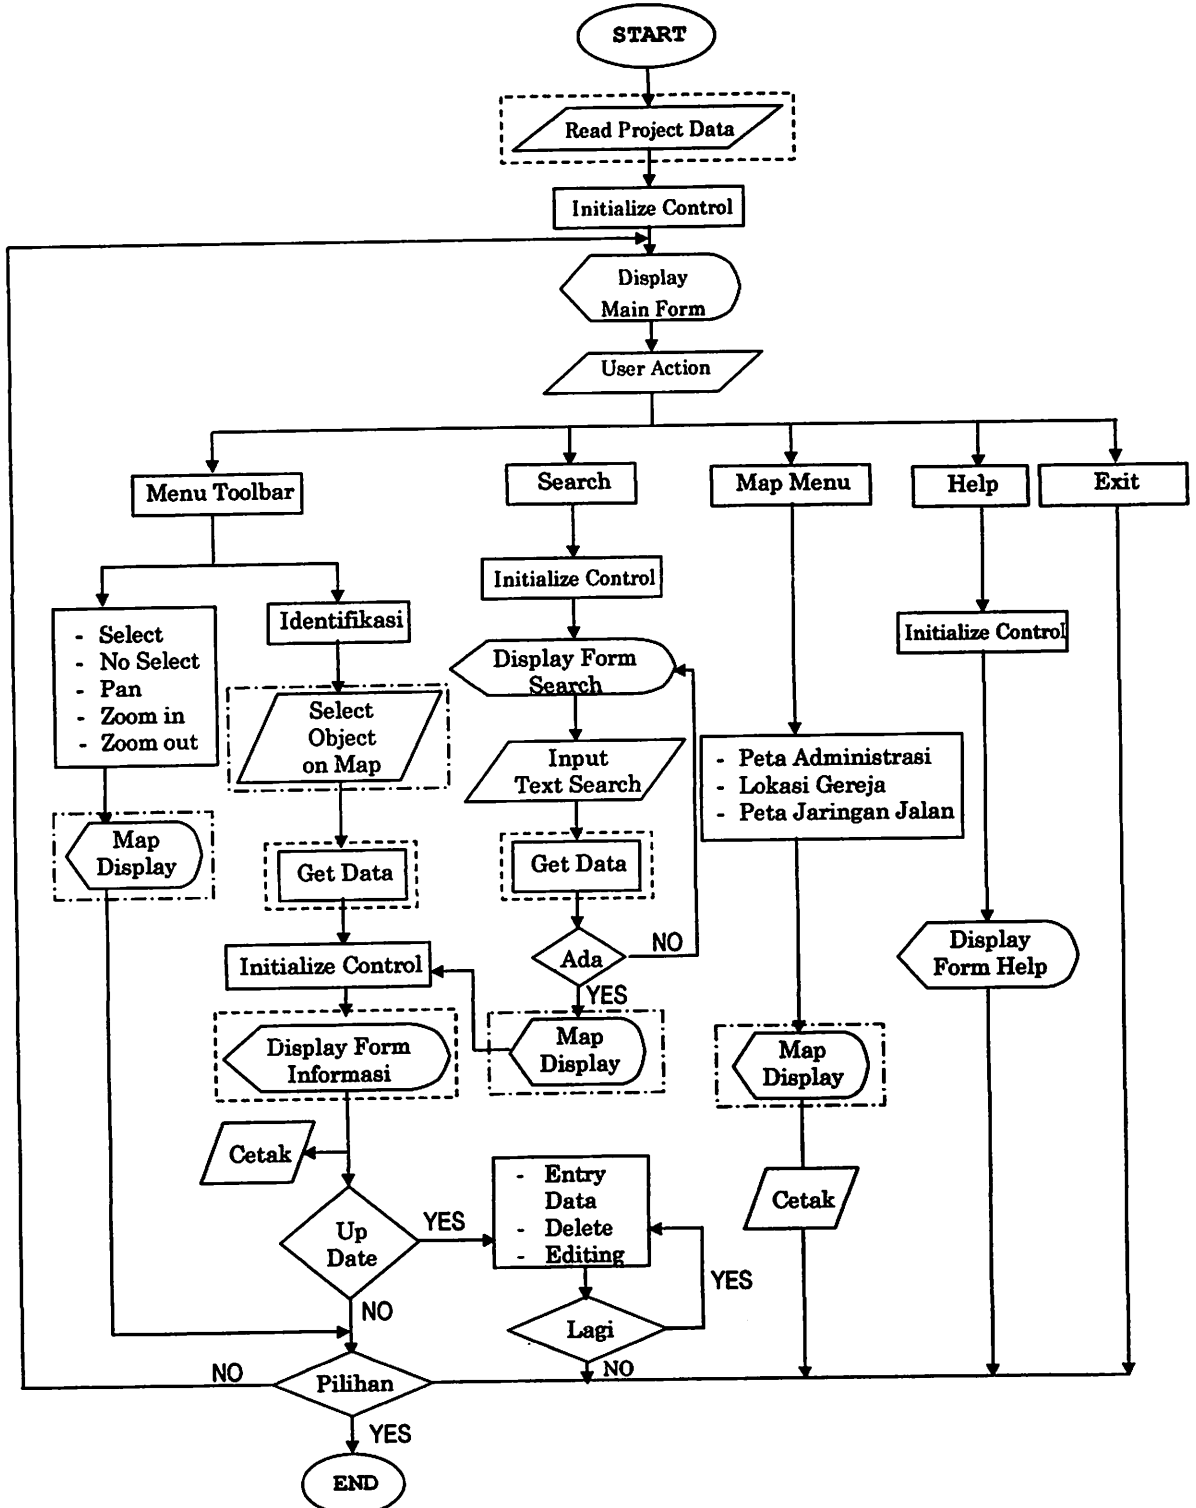 START
Read Project Data
Initialize Control
Display
Main Form
User Action
Menu Toolbar
Search
Map Menu
Help
Exit
Initialize Control
- Select
- No Select
- Pan
- Zoom in
- Zoom out
Identifikasi
Initialize Control
Display Form
Search
Select
Object
on Map
Input
Text Search
- Peta Administrasi
- Lokasi Gereja
- Peta Jaringan Jalan
Map
Display
Get Data
Get Data
Ada
NO
YES
Display
Form Help
Initialize Control
Map
Display
Display Form
Informasi
Map
Display
Cetak
- Entry
Data
- Delete
- Editing
Cetak
Up
Date
YES
NO
YES
Lagi
NO
NO
Pilihan
YES
END